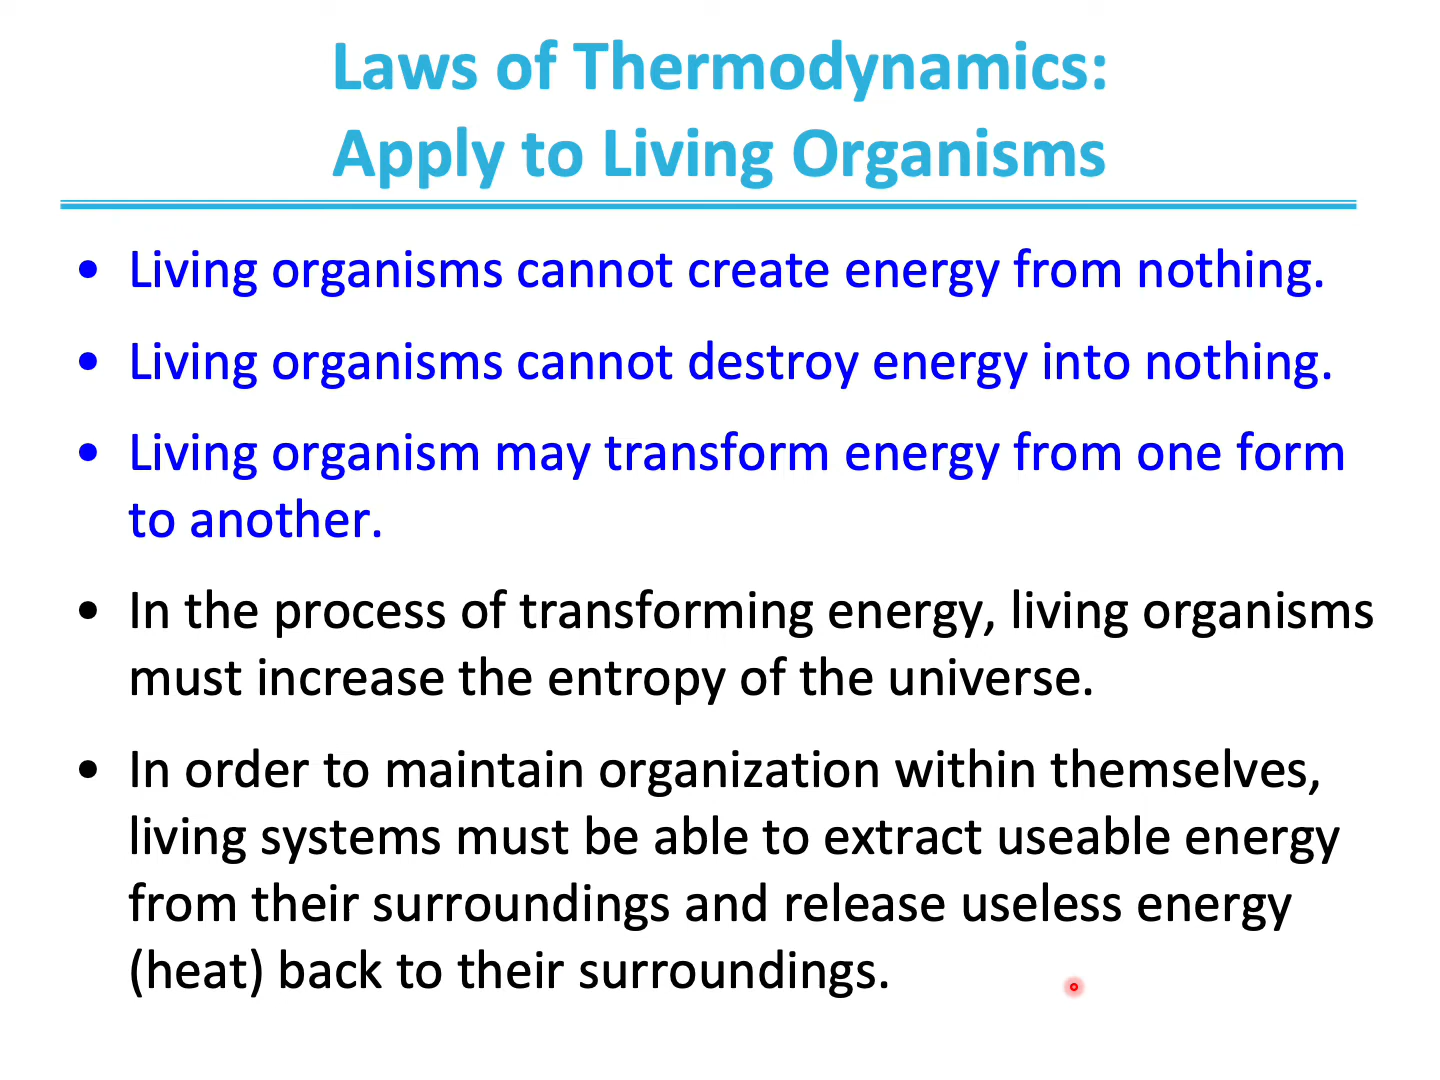 Laws of Thermodynamics:
Apply to Living Organisms
• Living organisms cannot create energy from nothing.
• Living organisms cannot destroy energy into nothing.
• Living organism may transform energy from one form
to another.
• In the process of transforming energy, living organisms
must increase the entropy of the universe.
• In order to maintain organization within themselves,
living systems must be able to extract useable energy
from their surroundings and release useless energy
(heat) back to their surroundings.